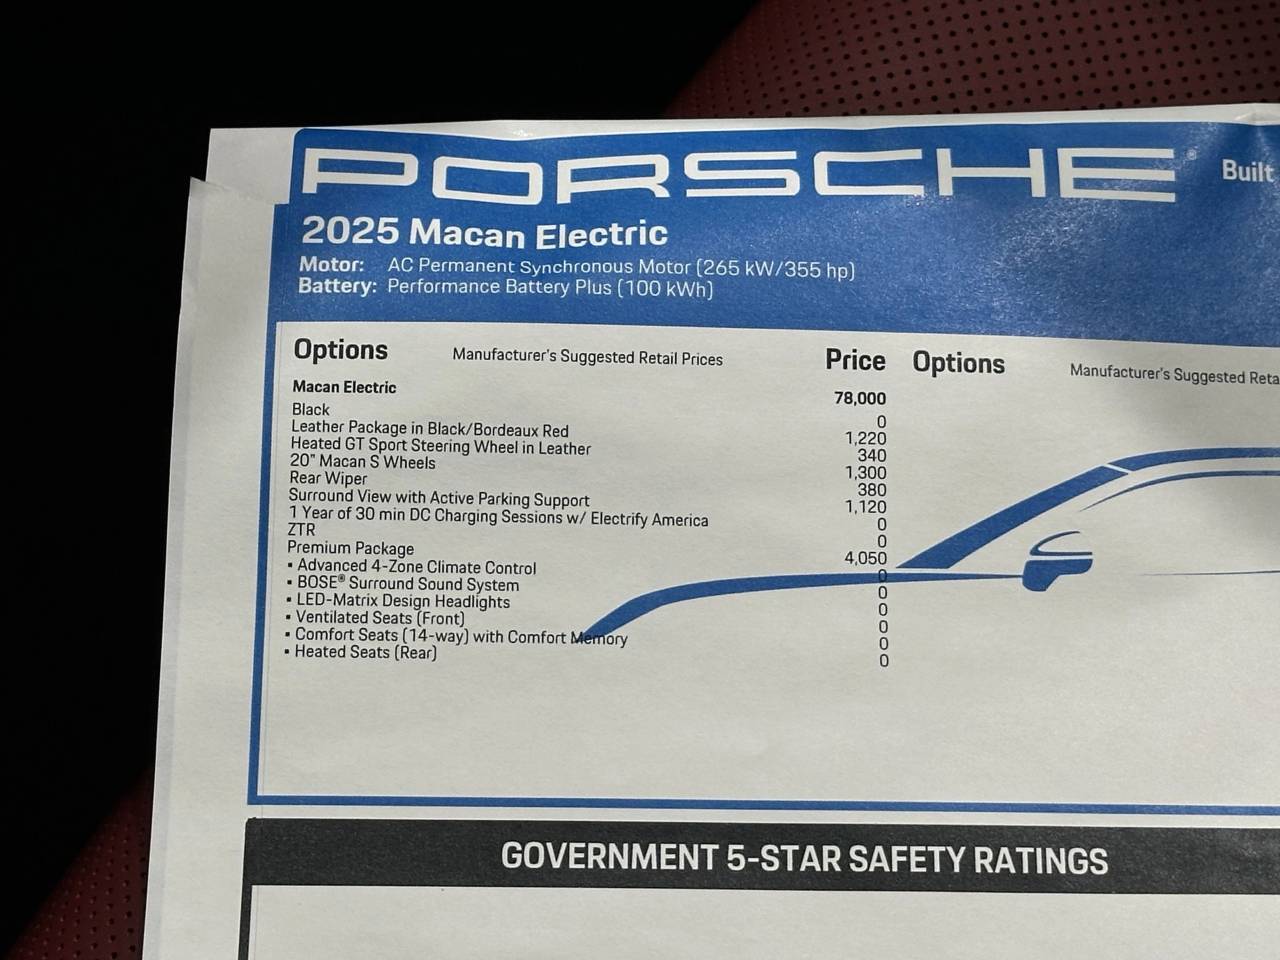 PORSCHE® Built
2025 Macan Electric
Motor: AC Permanent Synchronous Motor (265 kW/355 hp)
Battery: Performance Battery Plus (100 kWh)
Options Manufacturer's Suggested Retail Prices Price Options Manufacturer's Suggested Reta
Macan Electric 78,000
Black 0
Leather Package in Black/Bordeaux Red 1,220
Heated GT Sport Steering Wheel in Leather 340
20" Macan S Wheels 1,300
Rear Wiper 380
Surround View with Active Parking Support 1,120
1 Year of 30 min DC Charging Sessions w/ Electrify America 0
ZTR 0
Premium Package 4,050
▪ Advanced 4-Zone Climate Control 0
▪ BOSE® Surround Sound System 0
▪ LED-Matrix Design Headlights 0
▪ Ventilated Seats (Front) 0
▪ Comfort Seats (14-way) with Comfort Memory 0
▪ Heated Seats (Rear) 0
GOVERNMENT 5-STAR SAFETY RATINGS